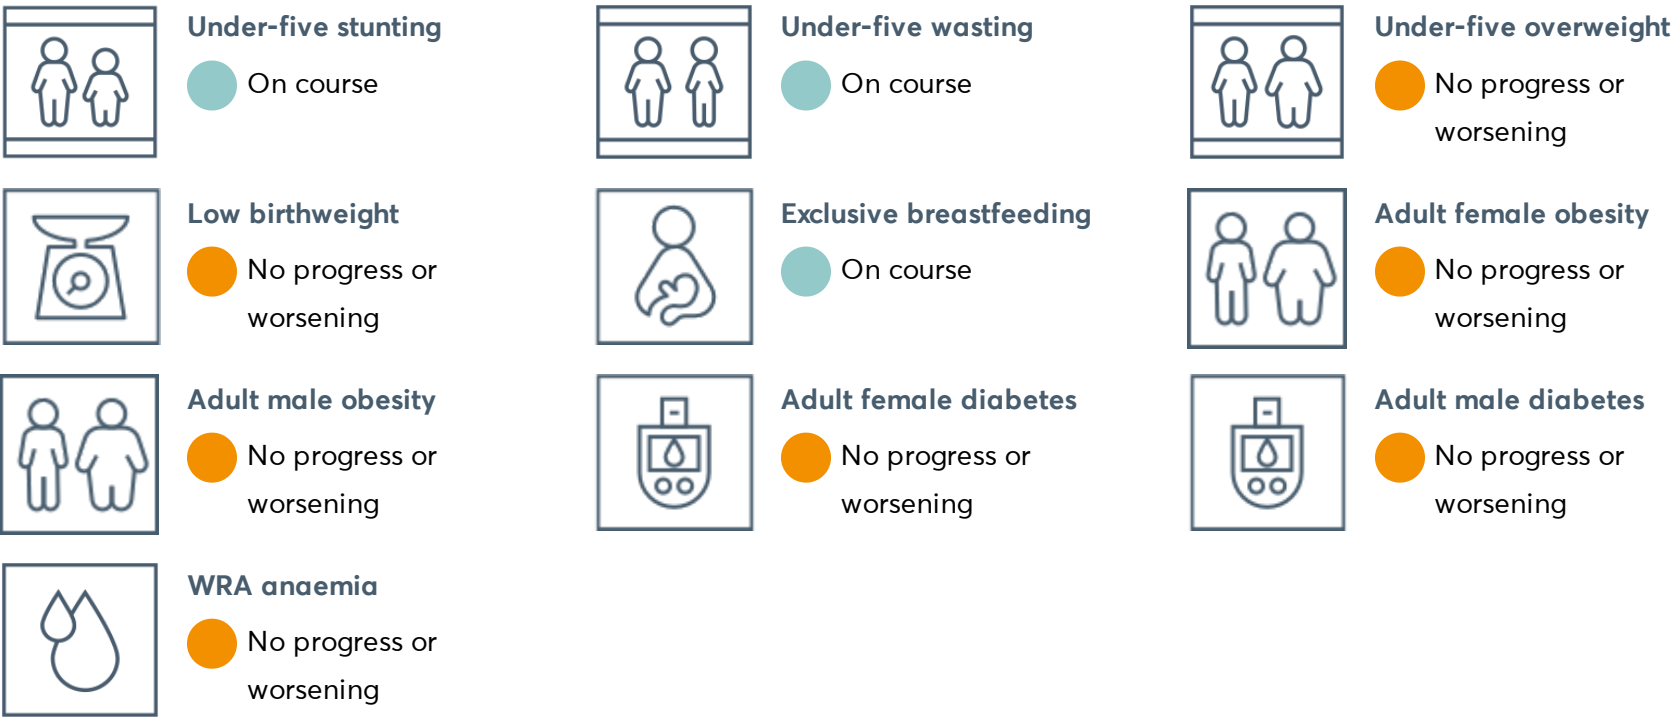 Under-five stunting
On course
Under-five wasting
On course
Under-five overweight
No progress or
worsening
Low birthweight
No progress or
worsening
Exclusive breastfeeding
On course
Adult female obesity
No progress or
worsening
Adult male obesity
No progress or
worsening
Adult female diabetes
No progress or
worsening
Adult male diabetes
No progress or
worsening
WRA anaemia
No progress or
worsening